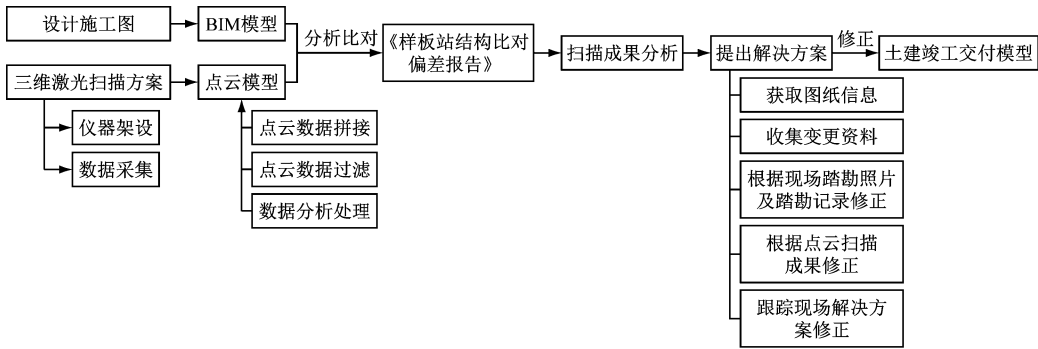 设计施工图
BIM模型
分析比对
《样板站结构比对
偏差报告》
扫描成果分析
提出解决方案
修正
土建竣工交付模型
三维激光扫描方案
点云模型
仪器架设
数据采集
点云数据拼接
点云数据过滤
数据分析处理
获取图纸信息
收集变更资料
根据现场踏勘照片
及踏勘记录修正
根据点云扫描
成果修正
跟踪现场解决方
案修正